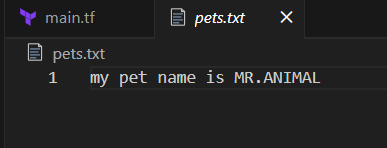 main.tf
pets.txt
pets.txt
1
my pet name is MR.ANIMAL